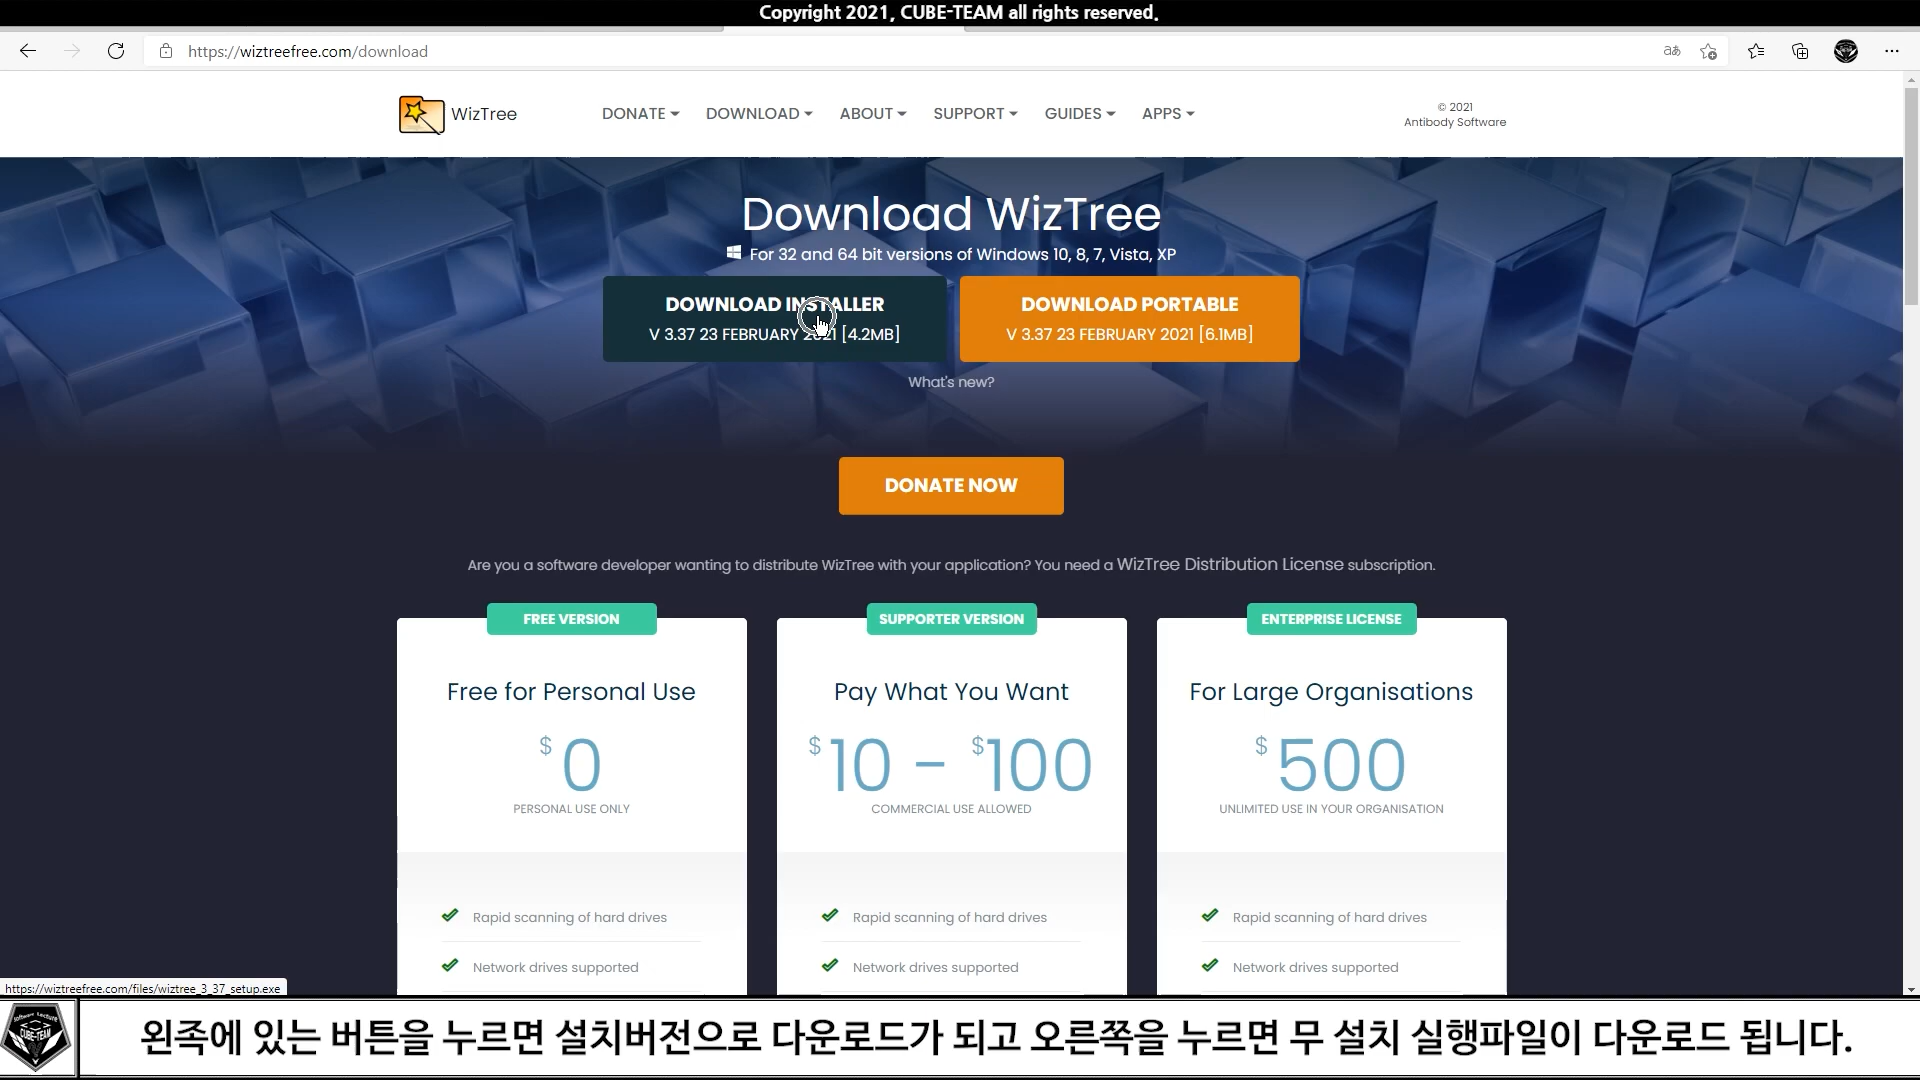 Copyright 2021, CUBE-TEAM all rights reserved.
https://wiztreefree.com/download
aあ
WizTree
DONATE
DOWNLOAD
ABOUT
SUPPORT
GUIDES
APPS
© 2021
Antibody Software
Download WizTree
For 32 and 64 bit versions of Windows 10, 8, 7, Vista, XP
DOWNLOAD INSTALLER
V 3.37 23 FEBRUARY 2021 [4.2MB]
DOWNLOAD PORTABLE
V 3.37 23 FEBRUARY 2021 [6.1MB]
What's new?
DONATE NOW
Are you a software developer wanting to distribute WizTree with your application? You need a WizTree Distribution License subscription.
FREE VERSION
Free for Personal Use
$0
PERSONAL USE ONLY
Rapid scanning of hard drives
Network drives supported
SUPPORTER VERSION
Pay What You Want
$10 – $100
COMMERCIAL USE ALLOWED
Rapid scanning of hard drives
Network drives supported
ENTERPRISE LICENSE
For Large Organisations
$500
UNLIMITED USE IN YOUR ORGANISATION
Rapid scanning of hard drives
Network drives supported
https://wiztreefree.com/files/wiztree_3_37_setup.exe
Software Lecture
CUBE-TEAM
왼족에 있는 버튼을 누르면 설치버전으로 다운로드가 되고 오른쪽을 누르면 무 설치 실행파일이 다운로드 됩니다.